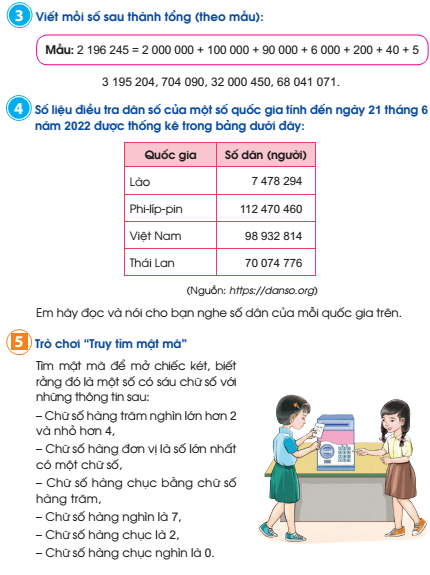 3 Viết mỗi số sau thành tổng (theo mẫu):
Mẫu: 2 196 245 = 2 000 000 + 100 000 + 90 000 + 6 000 + 200 + 40 + 5
3 195 204, 704 090, 32 000 450, 68 041 071.
4 Số liệu điều tra dân số của một số quốc gia tính đến ngày 21 tháng 6
năm 2022 được thống kê trong bảng dưới đây:
Quốc gia Số dân (người)
Lào 7 478 294
Phi-líp-pin 112 470 460
Việt Nam 98 932 814
Thái Lan 70 074 776
(Nguồn: https://danso.org)
Em hãy đọc và nói cho bạn nghe số dân của mỗi quốc gia trên.
5 Trò chơi “Truy tìm mật mã”
Tìm mật mã để mở chiếc két, biết
rằng đó là một số có sáu chữ số với
những thông tin sau:
– Chữ số hàng trăm nghìn lớn hơn 2
và nhỏ hơn 4,
– Chữ số hàng đơn vị là số lớn nhất
có một chữ số,
– Chữ số hàng chục bằng chữ số
hàng trăm,
– Chữ số hàng nghìn là 7,
– Chữ số hàng chục là 2,
– Chữ số hàng chục nghìn là 0.